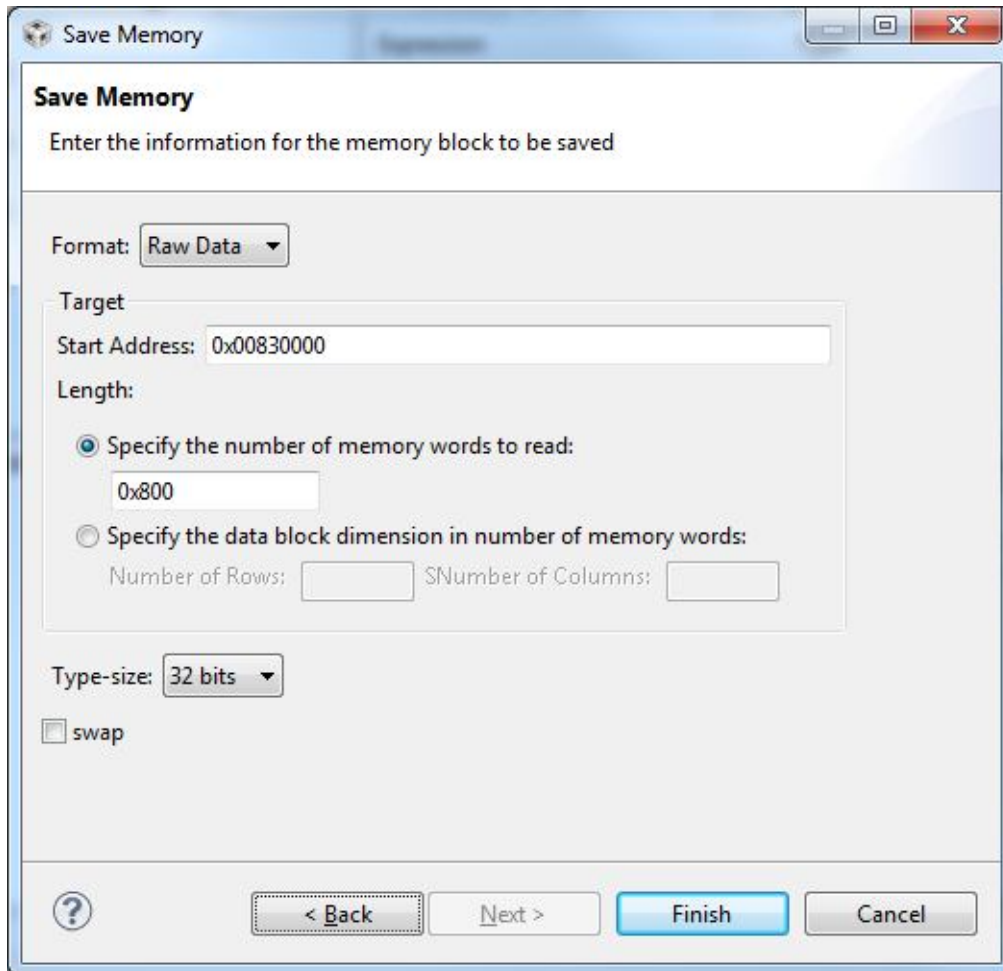 Save Memory
Expression
Save Memory
Enter the information for the memory block to be saved
Format: Raw Data
Target
Start Address: 0x00830000
Length:
Specify the number of memory words to read:
0x800
Specify the data block dimension in number of memory words:
Number of Rows: SNumber of Columns:
Type-size: 32 bits
swap
? < Back Next > Finish Cancel